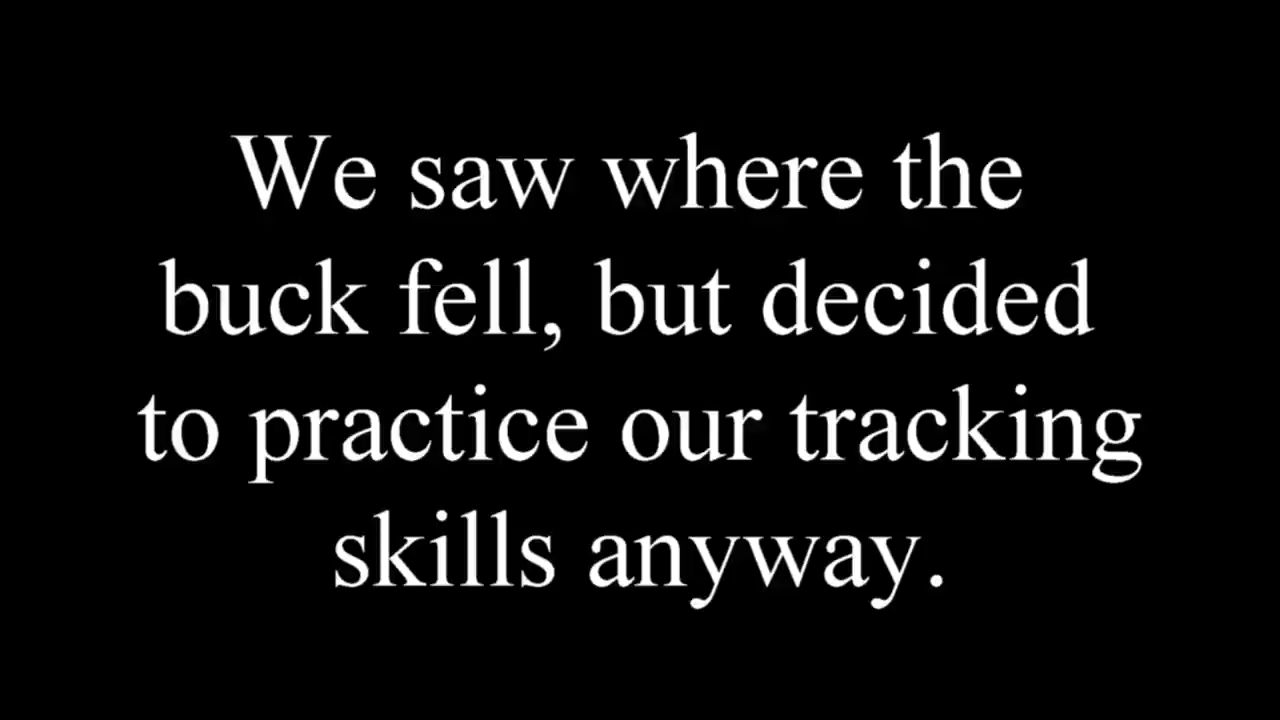 We saw where the
buck fell, but decided
to practice our tracking
skills anyway.